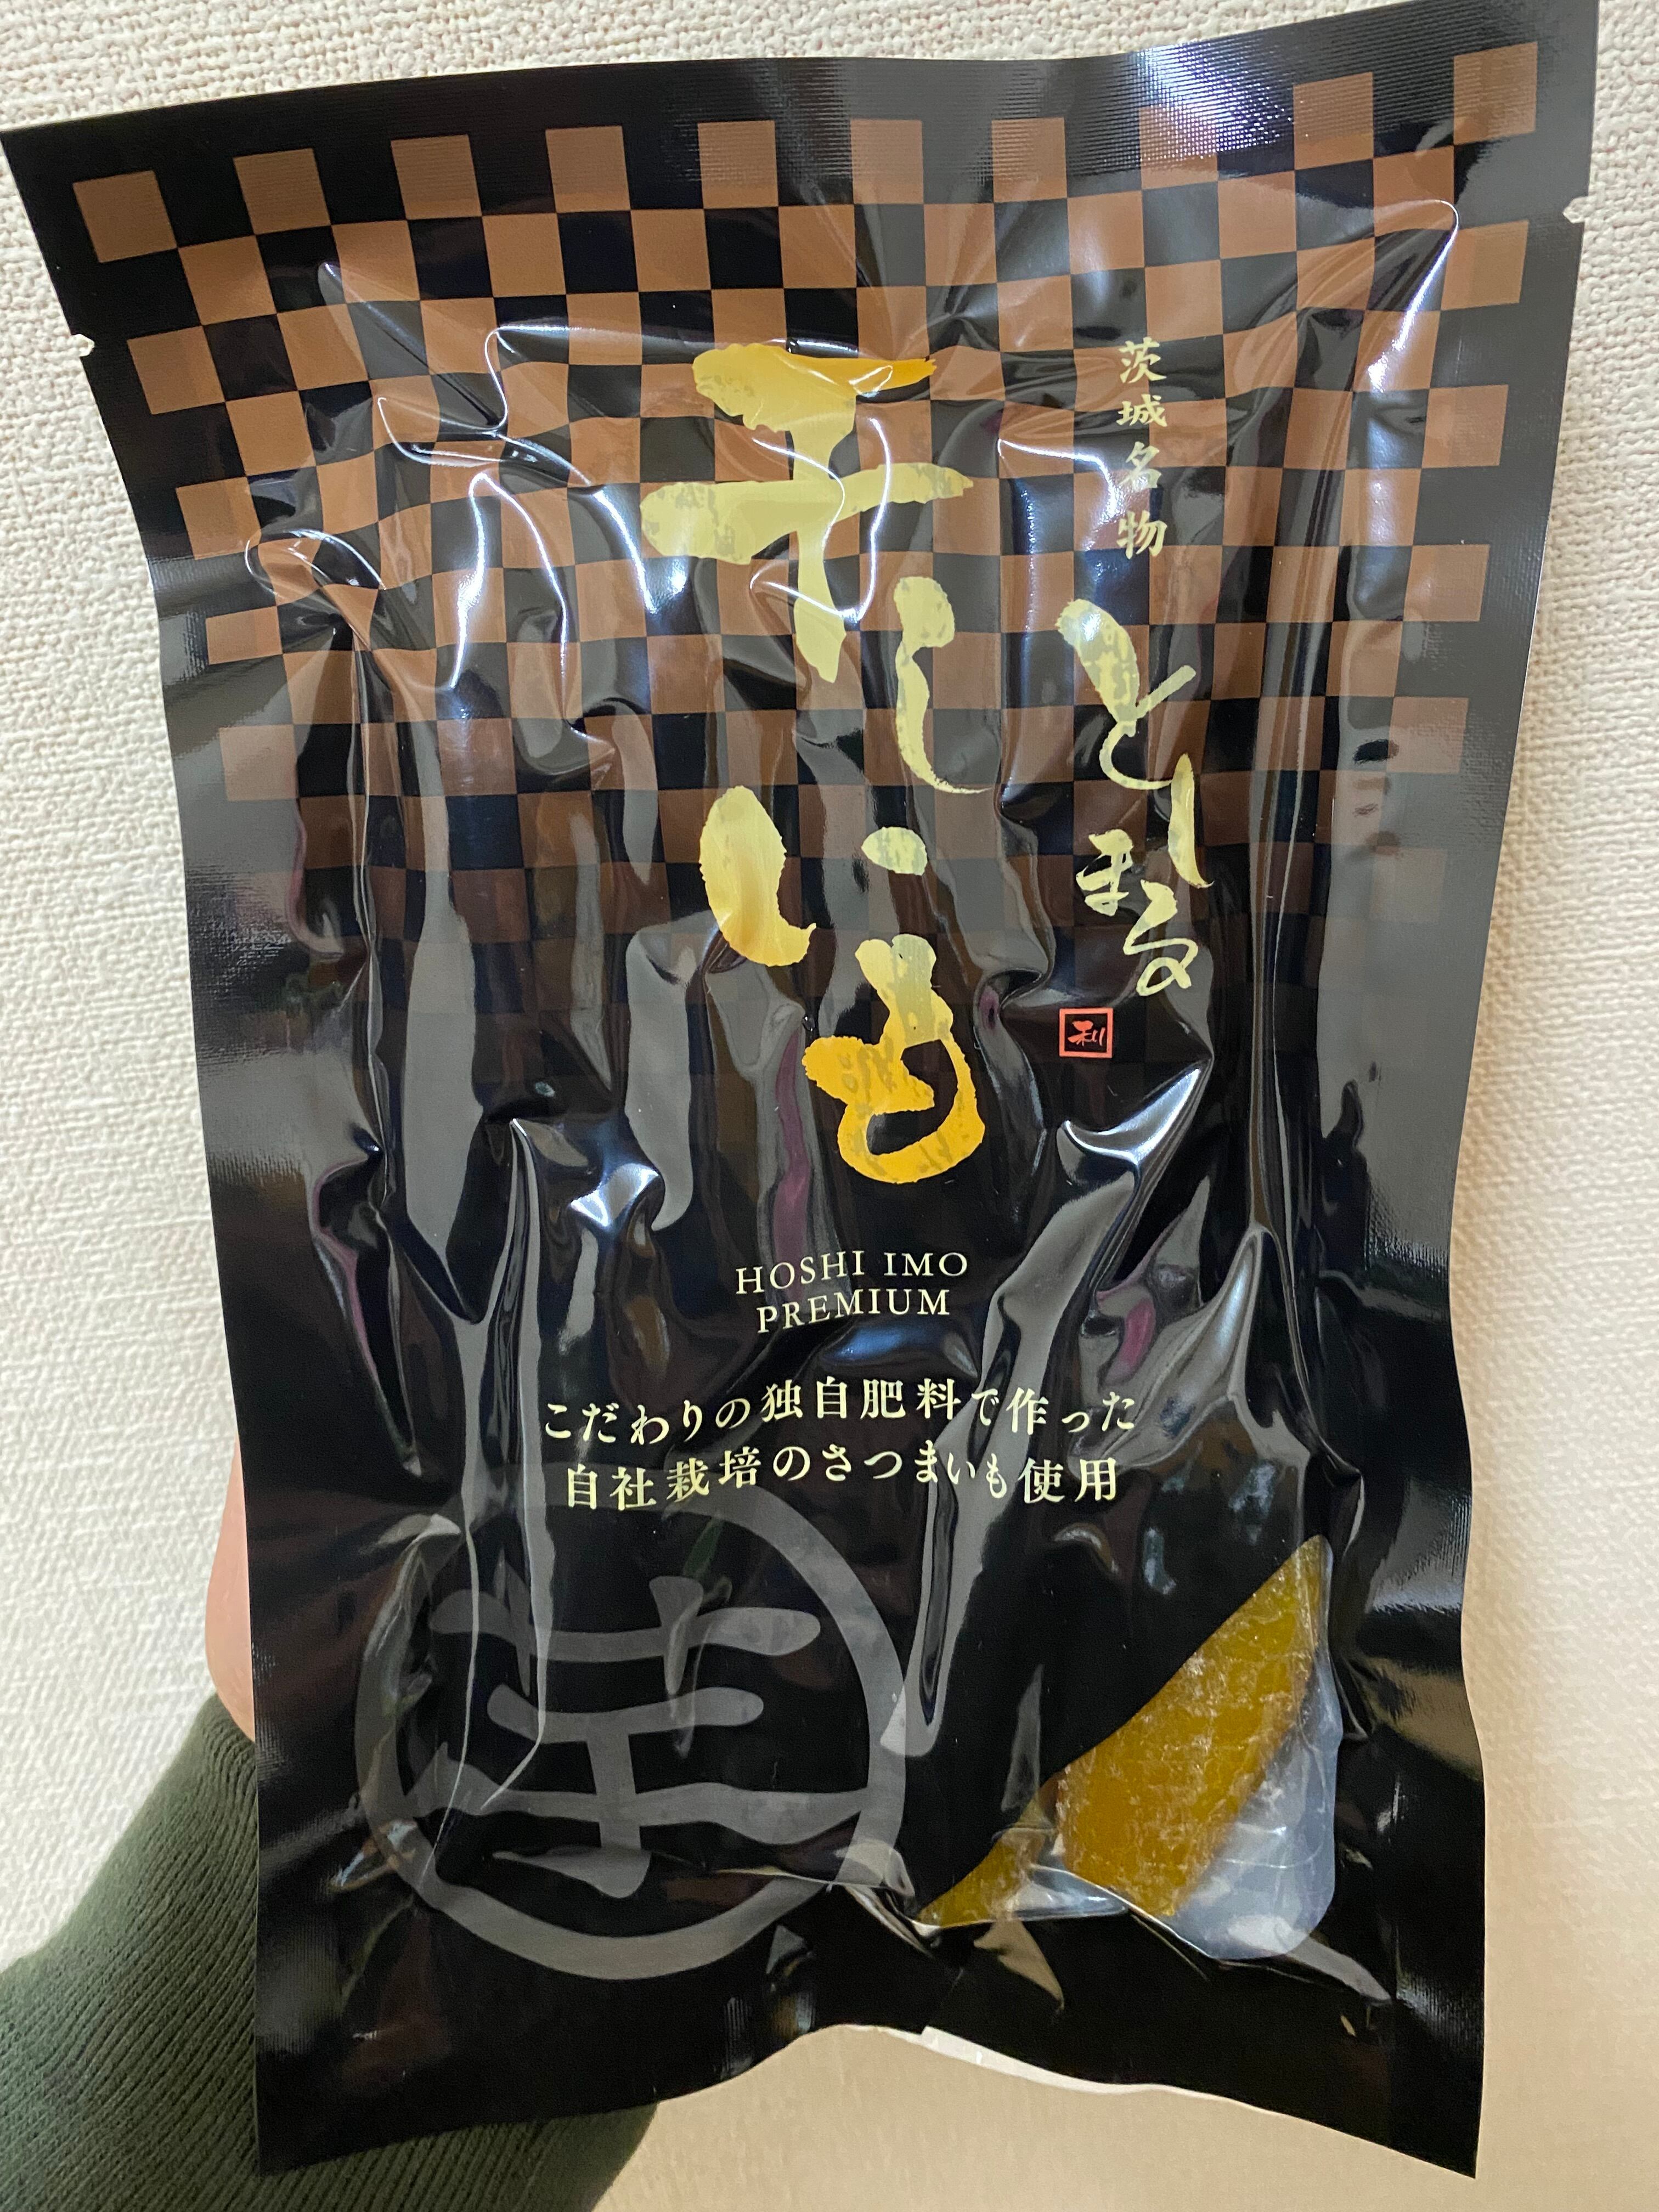 茨城名物
としまる
利
干しいも
HOSHI IMO
PREMIUM
こだわりの独自肥料で作った
自社栽培のさつまいも使用
芋